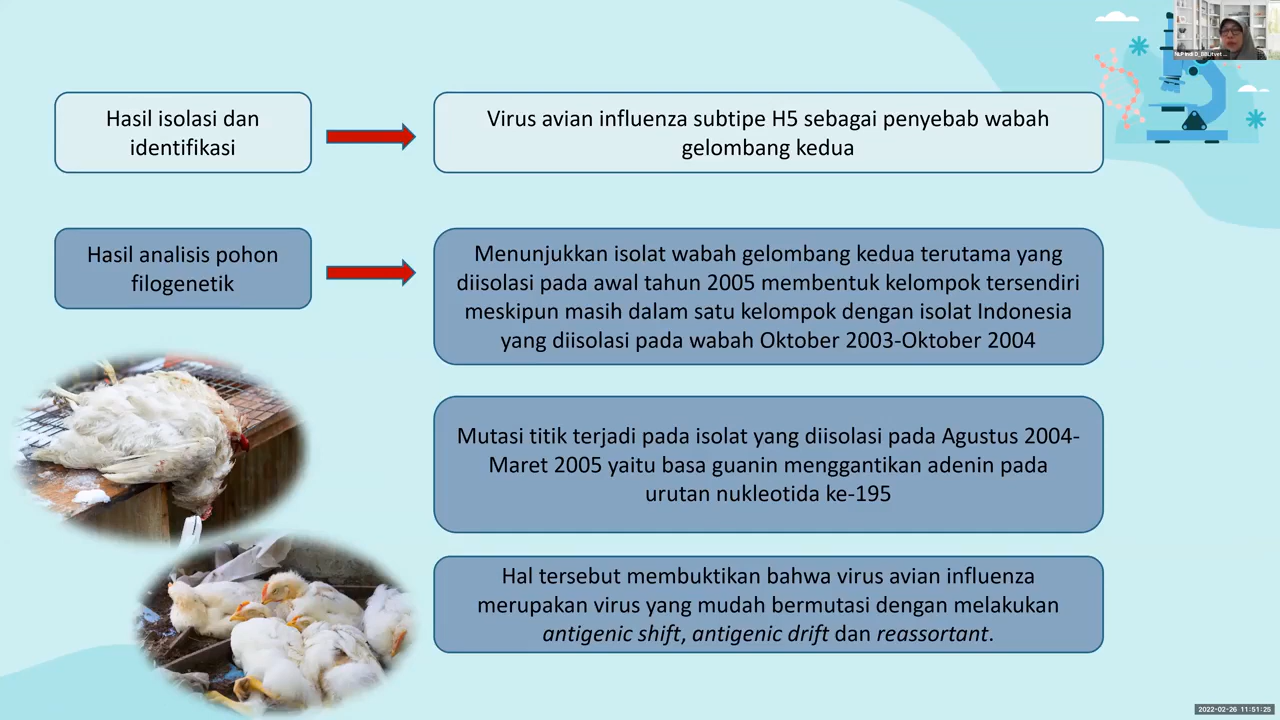 Hasil isolasi dan
identifikasi
Virus avian influenza subtipe H5 sebagai penyebab wabah
gelombang kedua
Hasil analisis pohon
filogenetik
Menunjukkan isolat wabah gelombang kedua terutama yang
diisolasi pada awal tahun 2005 membentuk kelompok tersendiri
meskipun masih dalam satu kelompok dengan isolat Indonesia
yang diisolasi pada wabah Oktober 2003-Oktober 2004
Mutasi titik terjadi pada isolat yang diisolasi pada Agustus 2004-
Maret 2005 yaitu basa guanin menggantikan adenin pada
urutan nukleotida ke-195
Hal tersebut membuktikan bahwa virus avian influenza
merupakan virus yang mudah bermutasi dengan melakukan
antigenic shift, antigenic drift dan reassortant.
2022-02-26 11:51:25